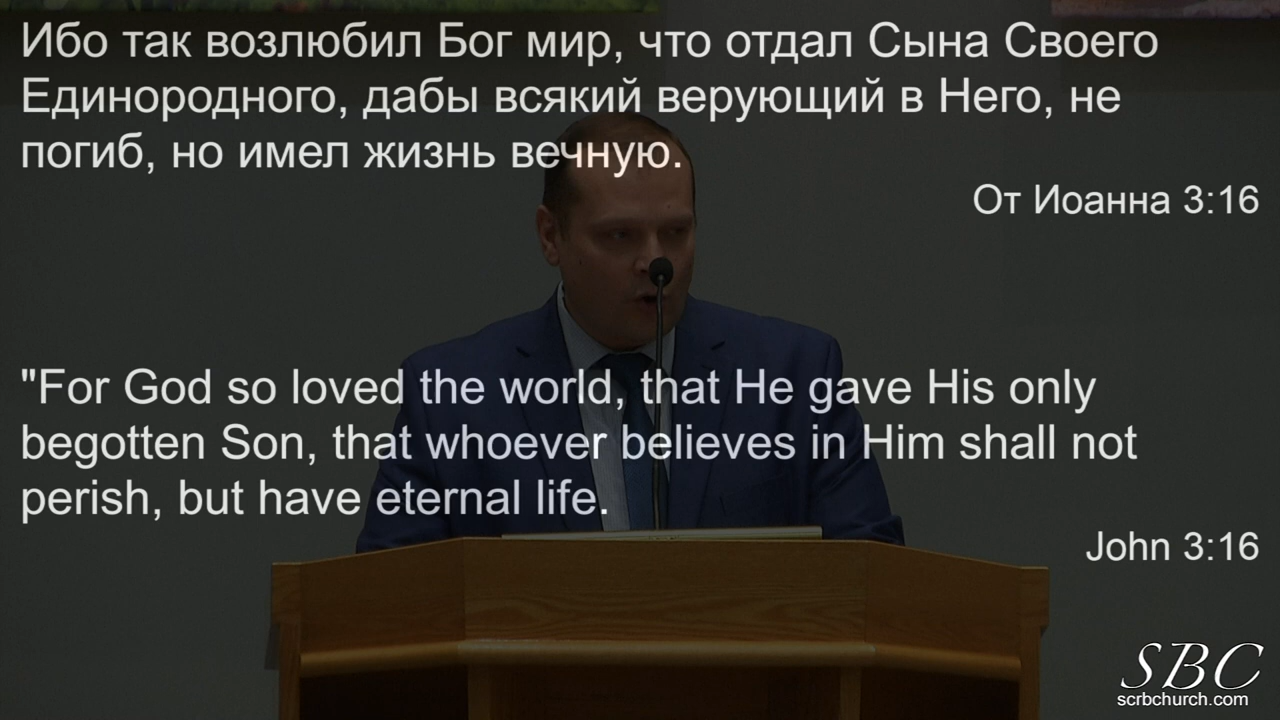 Ибо так возлюбил Бог мир, что отдал Сына Своего
Единородного, дабы всякий верующий в Него, не
погиб, но имел жизнь вечную.
От Иоанна 3:16
"For God so loved the world, that He gave His only
begotten Son, that whoever believes in Him shall not
perish, but have eternal life.
John 3:16
SBC
scrbchurch.com